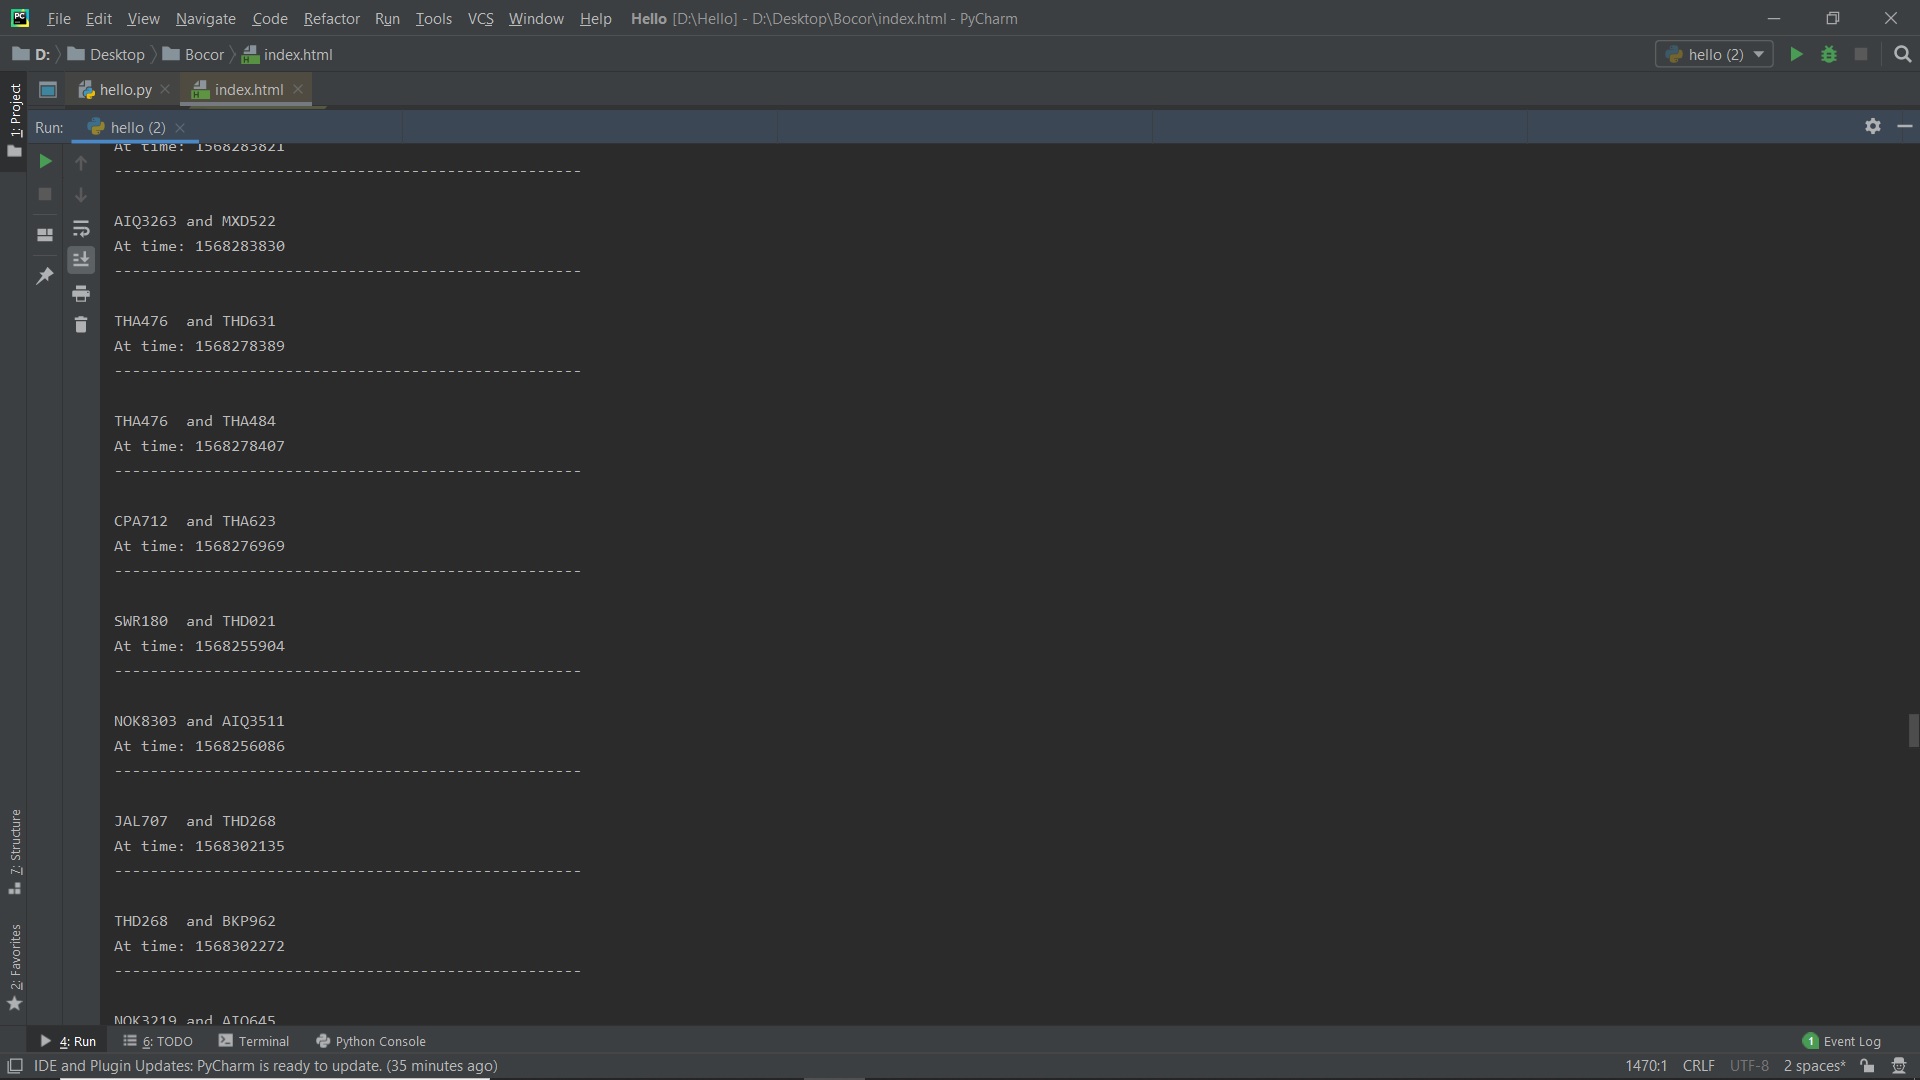 File Edit View Navigate Code Refactor Run Tools VCS Window Help Hello [D:\Hello] - D:\Desktop\Bocor\index.html - PyCharm
D: Desktop Bocor index.html hello (2)
hello.py index.html
1: Project
Run: hello (2)
At time: 1568283821
----------------------------------------------------
AIQ3263 and MXD522
At time: 1568283830
----------------------------------------------------
THA476  and THD631
At time: 1568278389
----------------------------------------------------
THA476  and THA484
At time: 1568278407
----------------------------------------------------
CPA712  and THA623
At time: 1568276969
----------------------------------------------------
SWR180  and THD021
At time: 1568255904
----------------------------------------------------
NOK8303 and AIQ3511
At time: 1568256086
----------------------------------------------------
JAL707  and THD268
At time: 1568302135
----------------------------------------------------
THD268  and BKP962
At time: 1568302272
----------------------------------------------------
NOK3219 and AIQ645
7: Structure
2: Favorites
4: Run 6: TODO Terminal Python Console 1 Event Log
IDE and Plugin Updates: PyCharm is ready to update. (35 minutes ago) 1470:1 CRLF UTF-8 2 spaces*